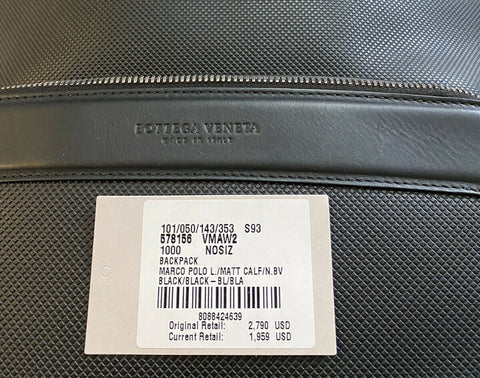 BOTTEGA VENETA
MADE IN ITALY
101/050/143/353 S93
578156 VMAW2
1000 NOSIZ
BACKPACK
MARCO POLO L./MATT CALF/N.BV
BLACK/BLACK-BL/BLA
8088424639
Original Retail: 2,790 USD
Current Retail: 1,959 USD